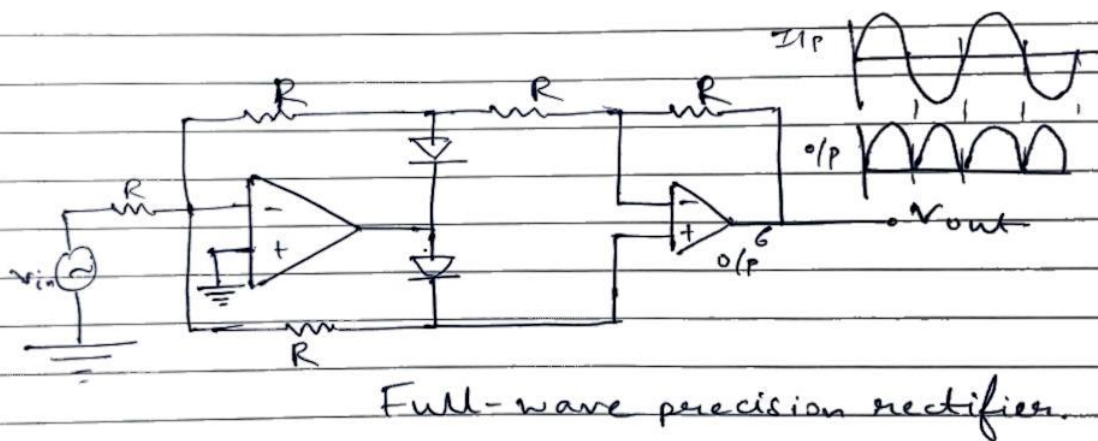 I/p
R
R
R
o/p
R
-
+
-
+
6
o/p
Vout
Vin
R
Full-wave precision rectifier.